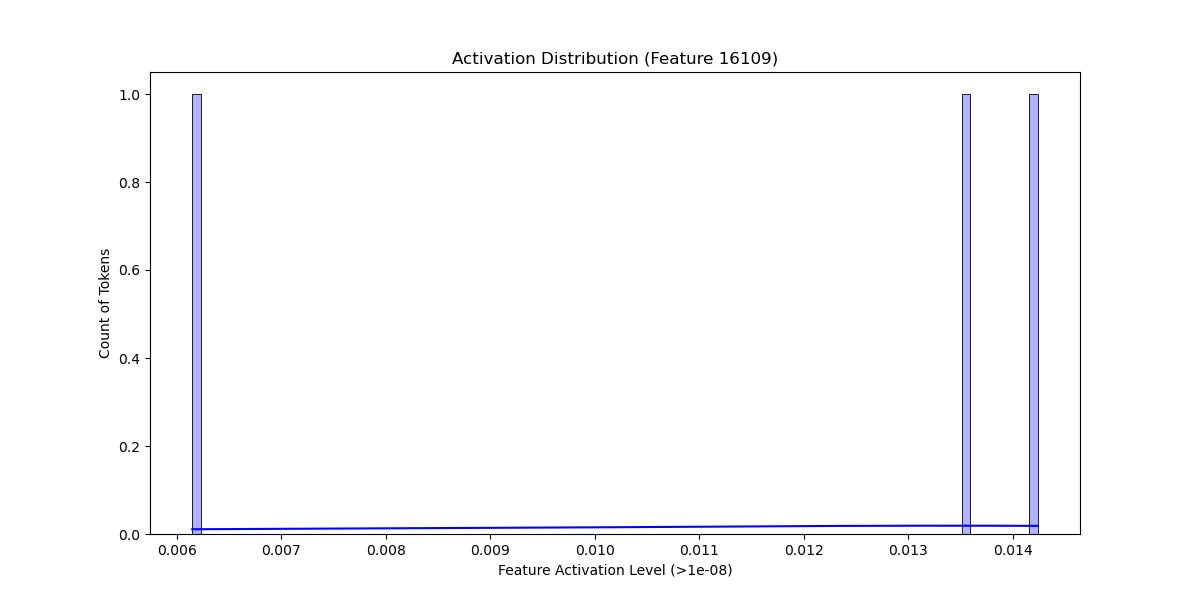 Activation Distribution (Feature 16109)
1.0
0.8
0.6
0.4
0.2
0.0
Count of Tokens
0.006 0.007 0.008 0.009 0.010 0.011 0.012 0.013 0.014
Feature Activation Level (>1e-08)